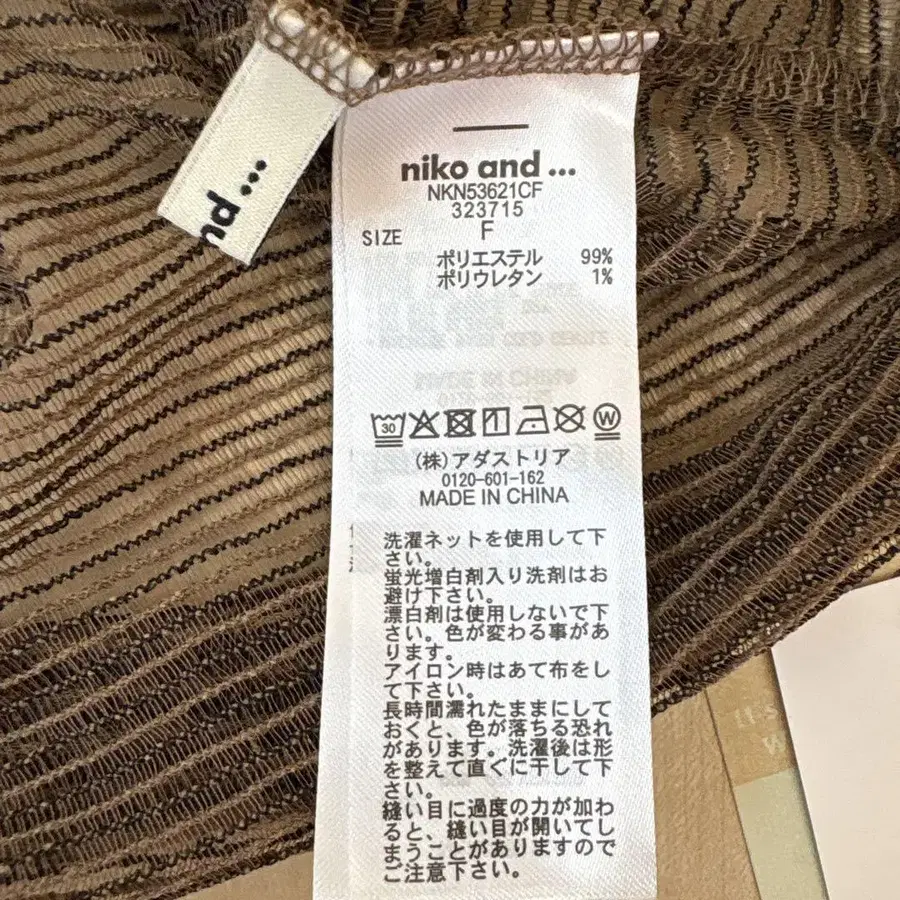 nd ...
niko and ...
NKN53621CF
323715
SIZE F
ポリエステル 99%
ポリウレタン 1%
30
W
(株)アダストリア
0120-601-162
MADE IN CHINA
洗濯ネットを使用して下
さい。
蛍光増白剤入り洗剤はお
避け下さい。
漂白剤は使用しないで下
さい。色が変わる事があ
ります。
アイロン時はあて布をし
て下さい。
長時間濡れたままにして
おくと、色が落ちる恐れ
があります。洗濯後は形
を整えて直ぐに干して下
さい。
縫い目に過度の力が加わ
ると、縫い目が開いてし
まうことがありますので
ご注意下さい。